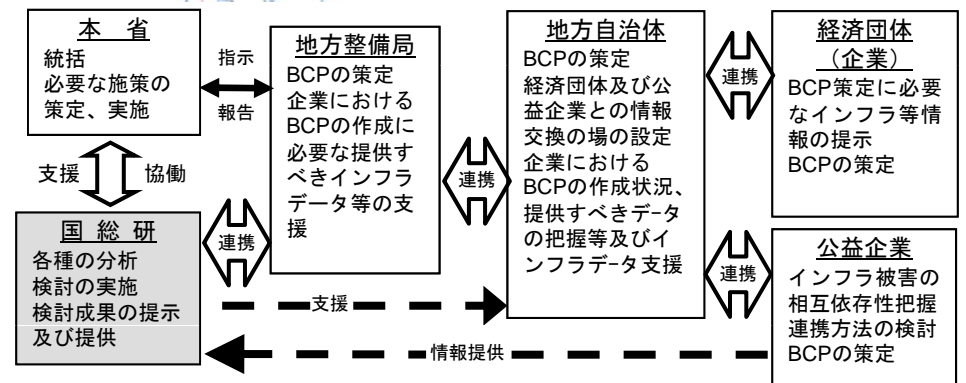 本 省
統括
必要な施策の
策定、実施
指示
報告
支援
協働
国 総 研
各種の分析
検討の実施
検討成果の提示
及び提供
連携
地方整備局
BCPの策定
企業における
BCPの作成に
必要な提供す
べきインフラ
データ等の支
援
連携
地方自治体
BCPの策定
経済団体及び公
益企業との情報
交換の場の設定
企業における
BCPの作成状況、
提供すべきデータ
の把握等及びイ
ンフラデータ支援
連携
経済団体
(企業)
BCP策定に必要
なインフラ等情
報の提示
BCPの策定
連携
公益企業
インフラ被害の
相互依存性把握
連携方法の検討
BCPの策定
支援
情報提供